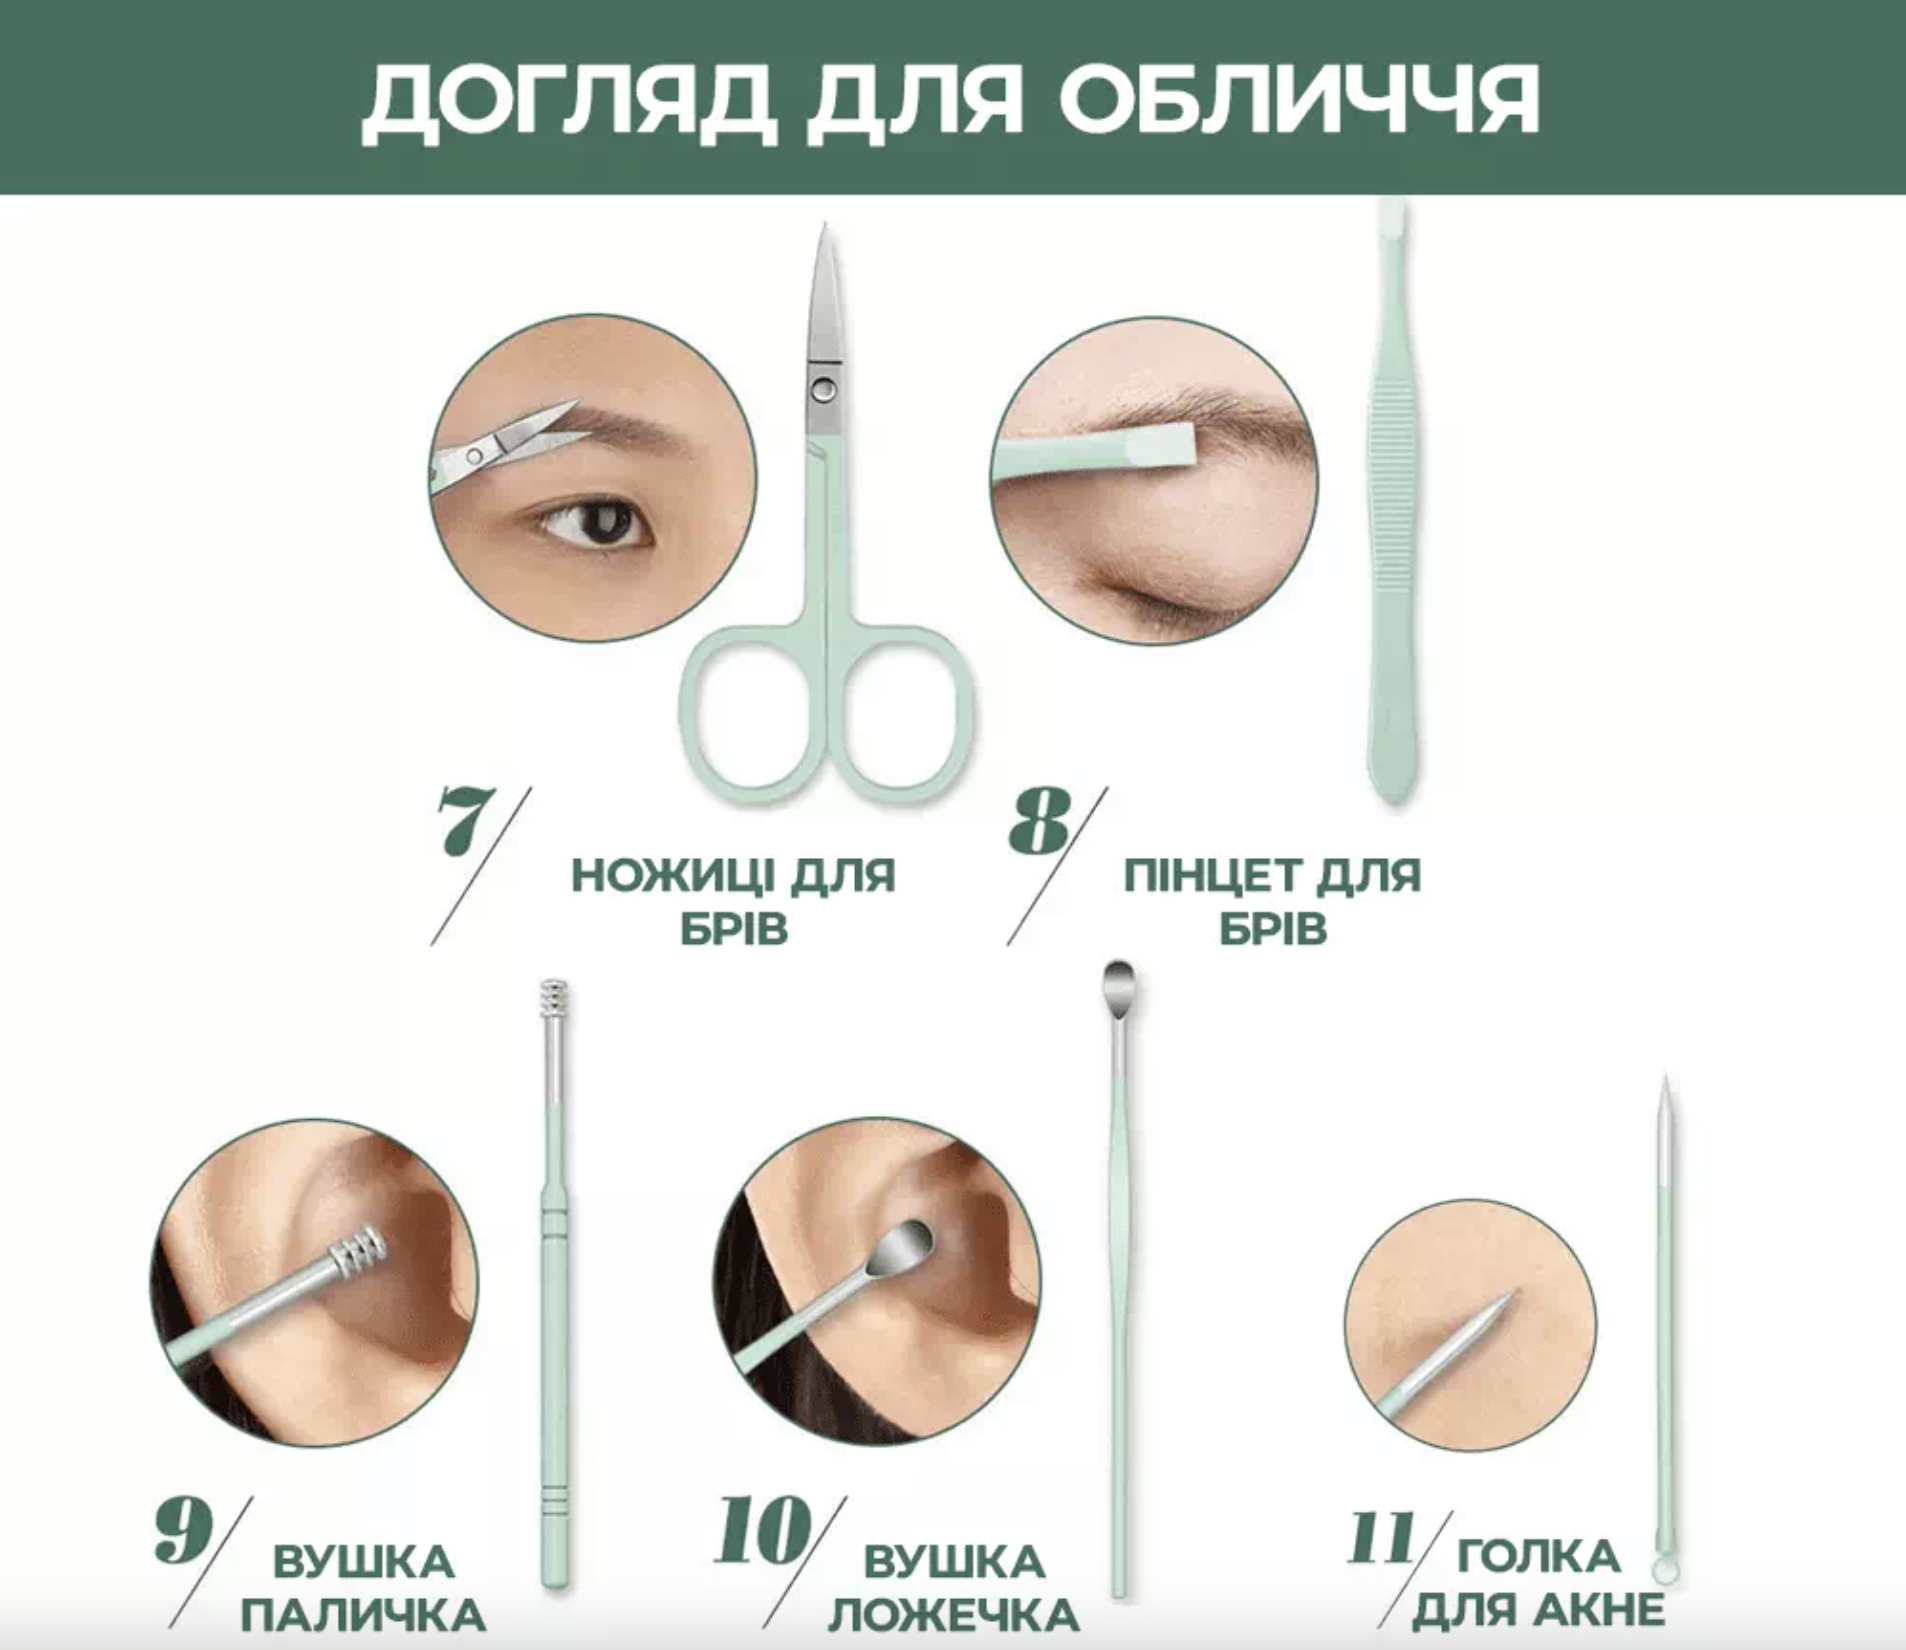 ДОГЛЯД ДЛЯ ОБЛИЧЧЯ
7
НОЖИЦІ ДЛЯ
БРІВ
8
ПІНЦЕТ ДЛЯ
БРІВ
9
ВУШКА
ПАЛИЧКА
10
ВУШКА
ЛОЖЕЧКА
11
ГОЛКА
ДЛЯ АКНЕ